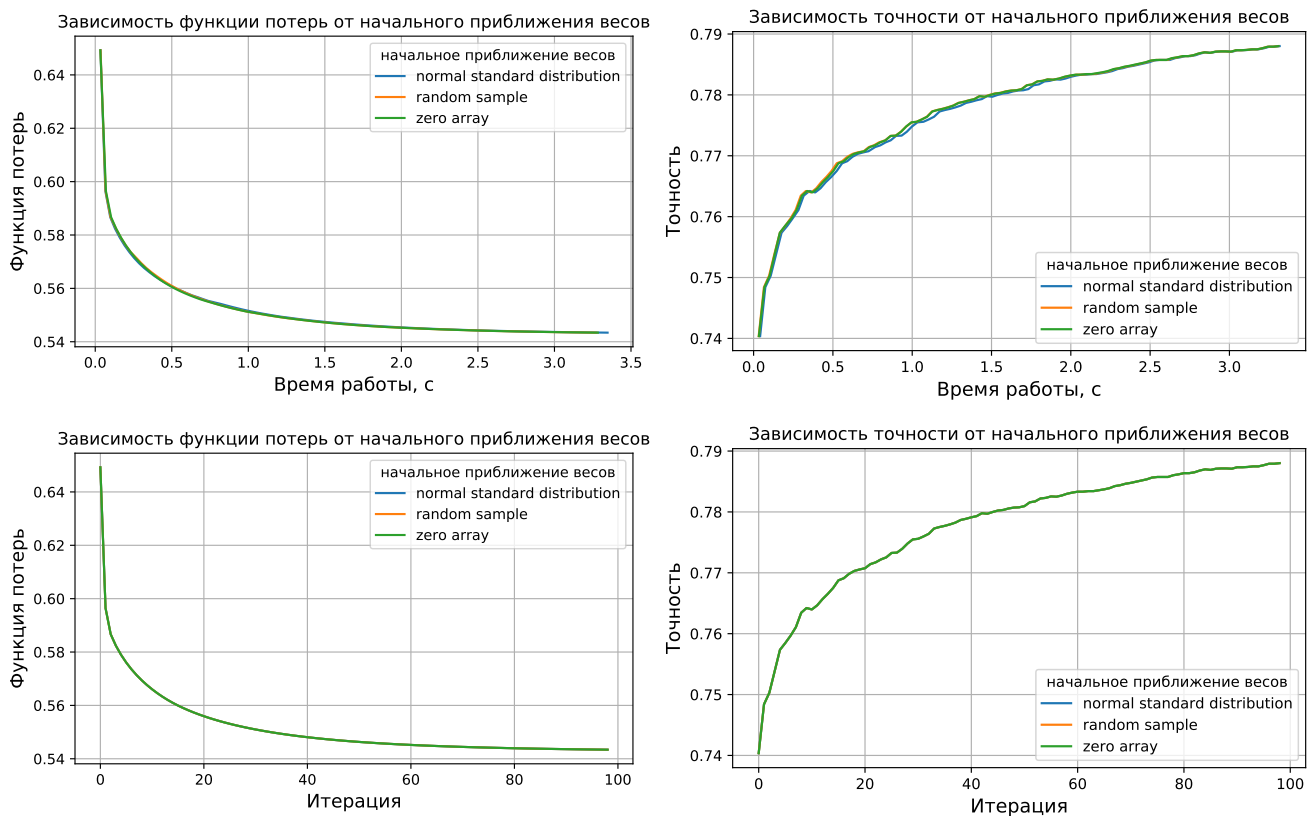 Зависимость функции потерь от начального приближения весов
Функция потерь
0.64
0.62
0.60
0.58
0.56
0.54
начальное приближение весов
normal standard distribution
random sample
zero array
0.0 0.5 1.0 1.5 2.0 2.5 3.0 3.5
Время работы, с
Зависимость точности от начального приближения весов
Точность
0.79
0.78
0.77
0.76
0.75
0.74
начальное приближение весов
normal standard distribution
random sample
zero array
0.0 0.5 1.0 1.5 2.0 2.5 3.0
Время работы, с
Зависимость функции потерь от начального приближения весов
Функция потерь
0.64
0.62
0.60
0.58
0.56
0.54
начальное приближение весов
normal standard distribution
random sample
zero array
0 20 40 60 80 100
Итерация
Зависимость точности от начального приближения весов
Точность
0.79
0.78
0.77
0.76
0.75
0.74
начальное приближение весов
normal standard distribution
random sample
zero array
0 20 40 60 80 100
Итерация